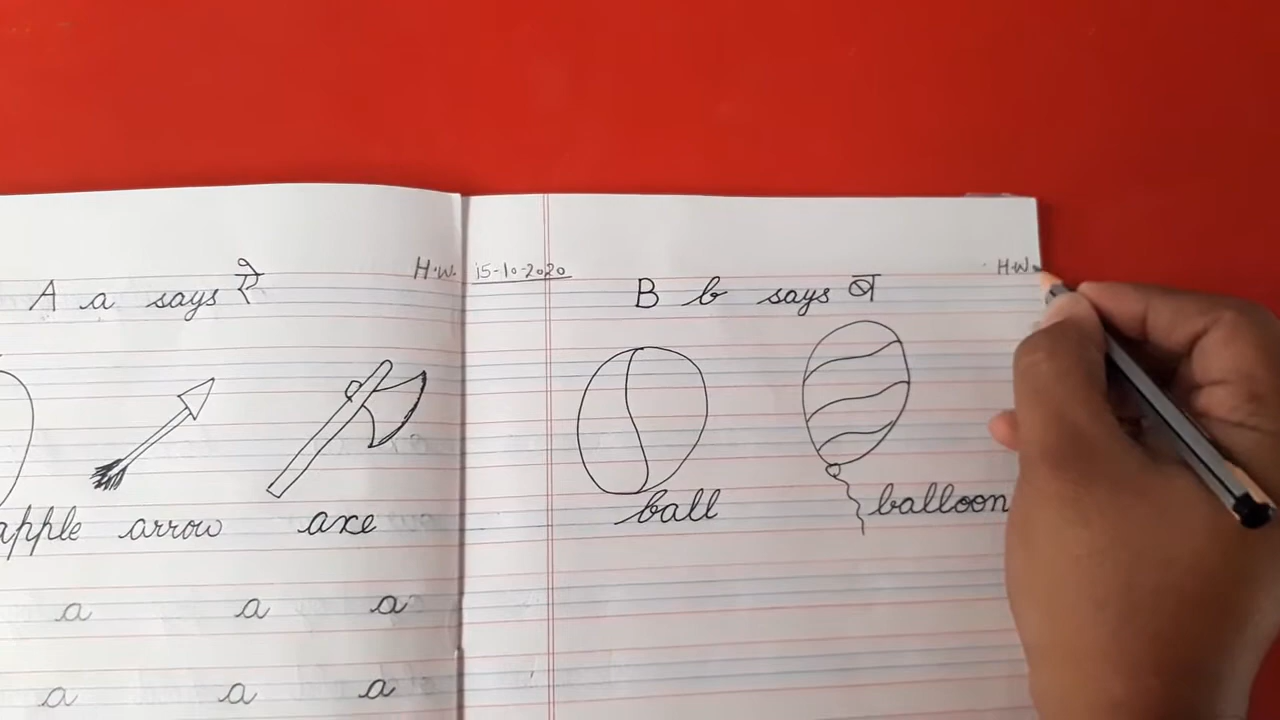 H.W.
A a says रे
apple arrow axe
a a a
a a a
15-10-2020 H.W.
B b says ब
ball balloon